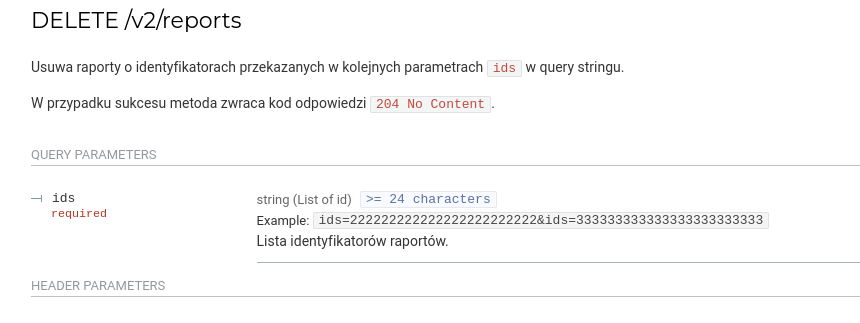 DELETE /v2/reports
Usuwa raporty o identyfikatorach przekazanych w kolejnych parametrach ids w query stringu.
W przypadku sukcesu metoda zwraca kod odpowiedzi 204 No Content.
QUERY PARAMETERS
ids string (List of id) >= 24 characters
required
Example: ids=222222222222222222222222&ids=333333333333333333333333
Lista identyfikatorów raportów.
HEADER PARAMETERS